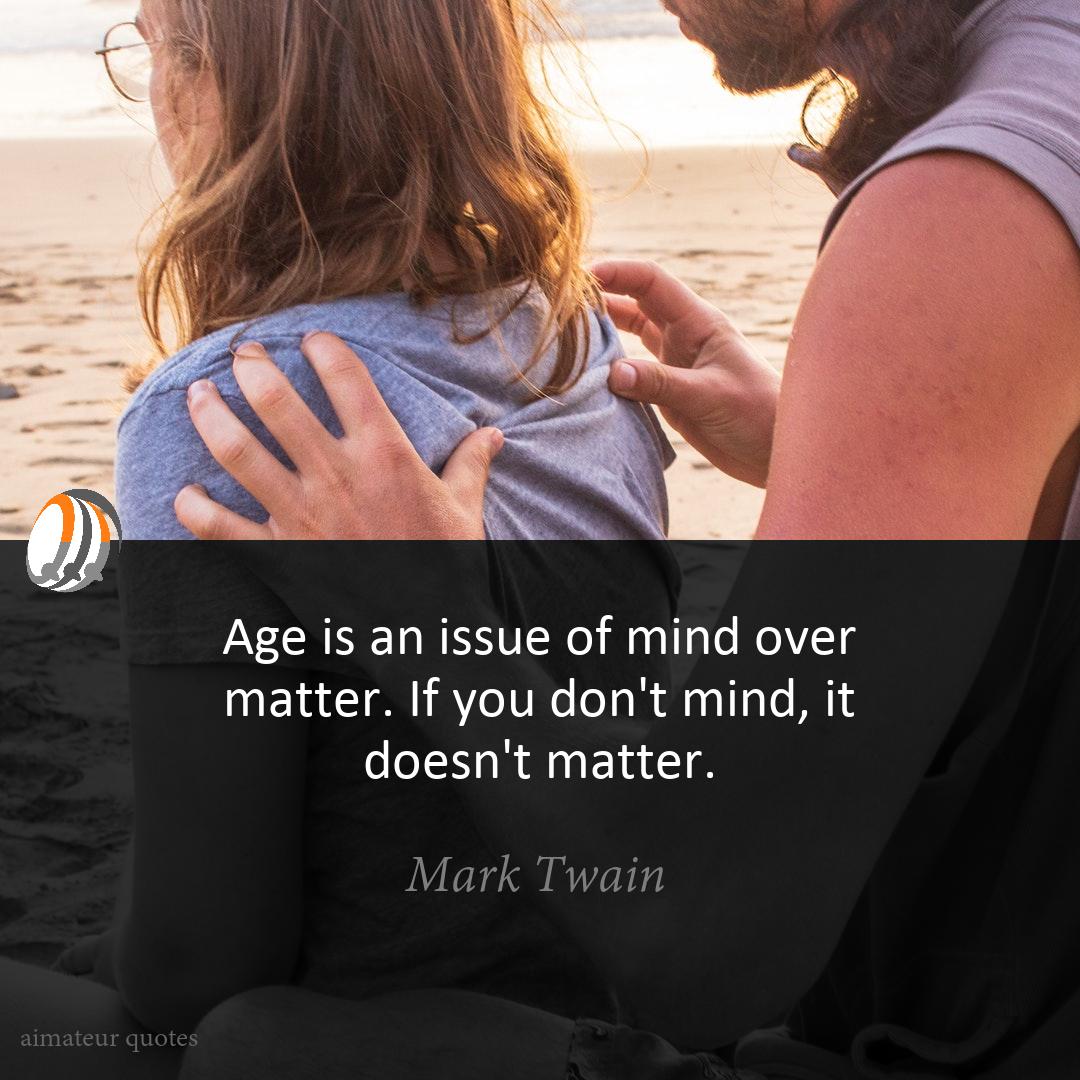 Age is an issue of mind over
matter. If you don't mind, it
doesn't matter.
Mark Twain
aimateur quotes